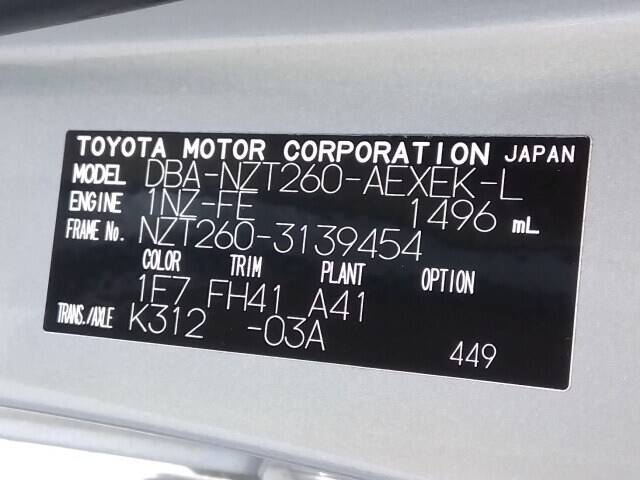 TOYOTA MOTOR CORPORATION JAPAN
MODEL DBA-NZT260-AEXEK-L
ENGINE 1NZ-FE 1496 mL
FRAME No. NZT260-3139454
COLOR TRIM PLANT OPTION
1F7 FH41 A41
TRANS./AXLE K312 -03A
449